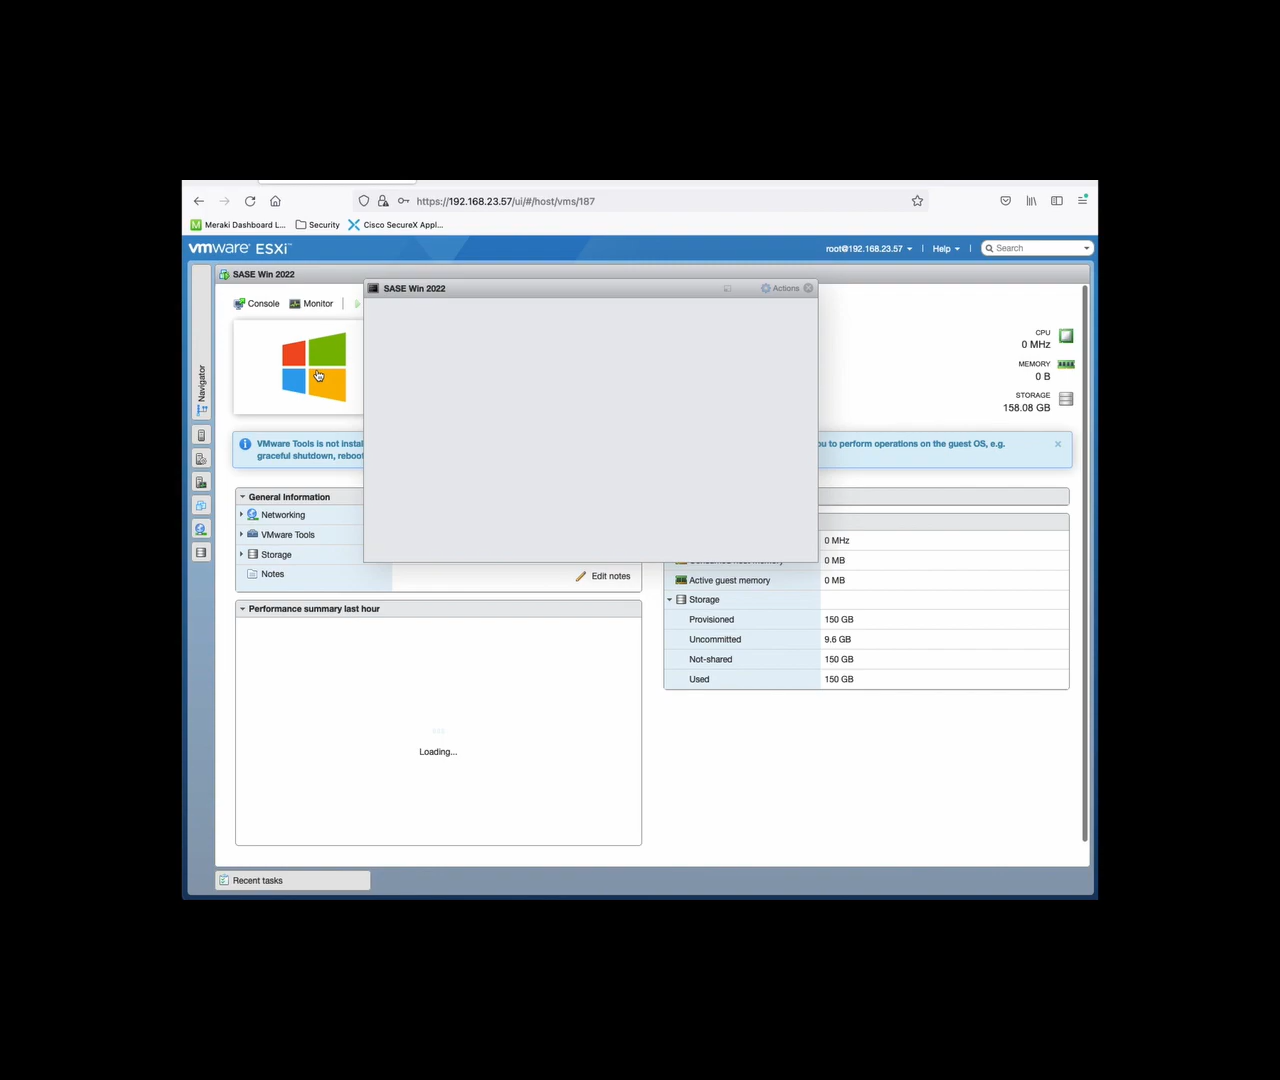 https://192.168.23.57/ui/#/host/vms/187
Meraki Dashboard L...
Security
Cisco SecureX Appl...
vmware ESXi™
root@192.168.23.57
Help
Search
SASE Win 2022
SASE Win 2022
Actions
Console
Monitor
CPU
0 MHz
MEMORY
0 B
STORAGE
158.08 GB
Navigator
VMware Tools is not instal
ou to perform operations on the guest OS, e.g.
graceful shutdown, reboot
General Information
Networking
VMware Tools
Storage
Notes
Edit notes
0 MHz
Consumed host memory
0 MB
Active guest memory
0 MB
Storage
Provisioned
150 GB
Uncommitted
9.6 GB
Not-shared
150 GB
Used
150 GB
Performance summary last hour
Loading...
Recent tasks